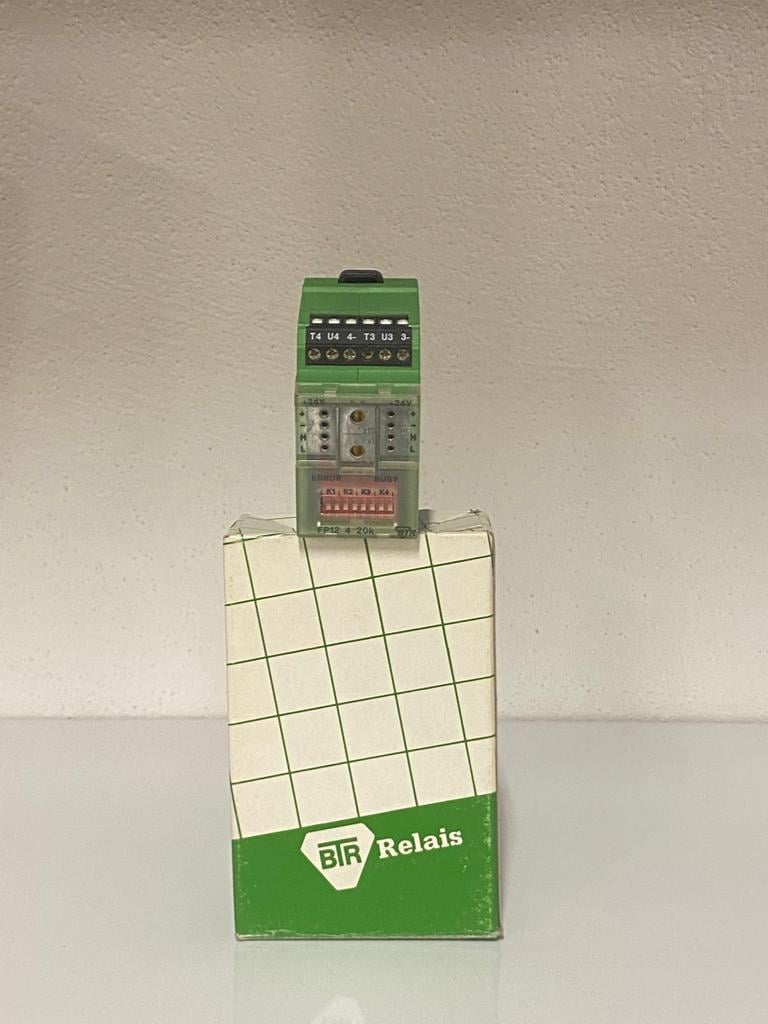 T4 U4 4- T3 U3 3-
+24V +24V
+ +
- -
H H
L L
ERROR BUSY
K1 K2 K3 K4
FP12 4 20k BTR
BTR Relais